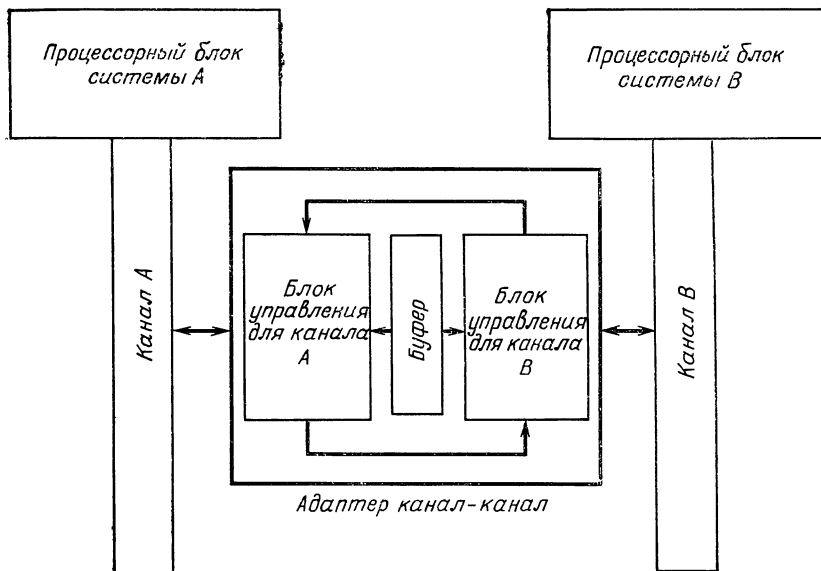 Процессорный блок
системы А
Процессорный блок
системы В
Канал А
Блок
управления
для канала
А
Буфер
Блок
управления
для канала
В
Канал В
Адаптер канал-канал